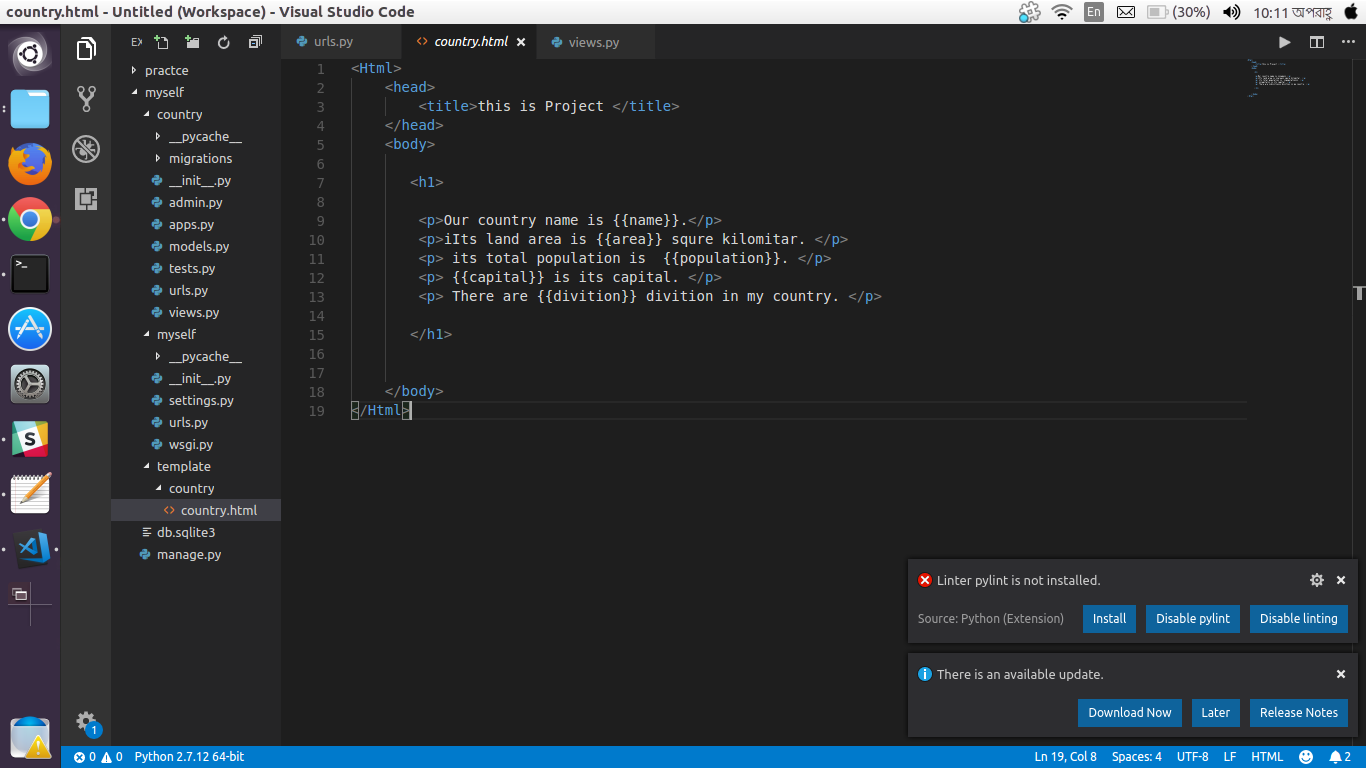 country.html - Untitled (Workspace) - Visual Studio Code
En
(30%)
10:11 অপরাহ্ণ
EX
urls.py
country.html
views.py
practce
myself
country
__pycache__
migrations
__init__.py
admin.py
apps.py
models.py
tests.py
urls.py
views.py
myself
__pycache__
__init__.py
settings.py
urls.py
wsgi.py
template
country
country.html
db.sqlite3
manage.py
1 <Html>
2 <head>
3 <title>this is Project </title>
4 </head>
5 <body>
6
7 <h1>
8
9 <p>Our country name is {{name}}.</p>
10 <p>iIts land area is {{area}} squre kilomitar. </p>
11 <p> its total population is  {{population}}. </p>
12 <p> {{capital}} is its capital. </p>
13 <p> There are {{divition}} divition in my country. </p>
14
15 </h1>
16
17
18 </body>
19 </Html>
Linter pylint is not installed.
Source: Python (Extension)
Install
Disable pylint
Disable linting
There is an available update.
Download Now
Later
Release Notes
1
0 0 Python 2.7.12 64-bit
Ln 19, Col 8 Spaces: 4 UTF-8 LF HTML 2